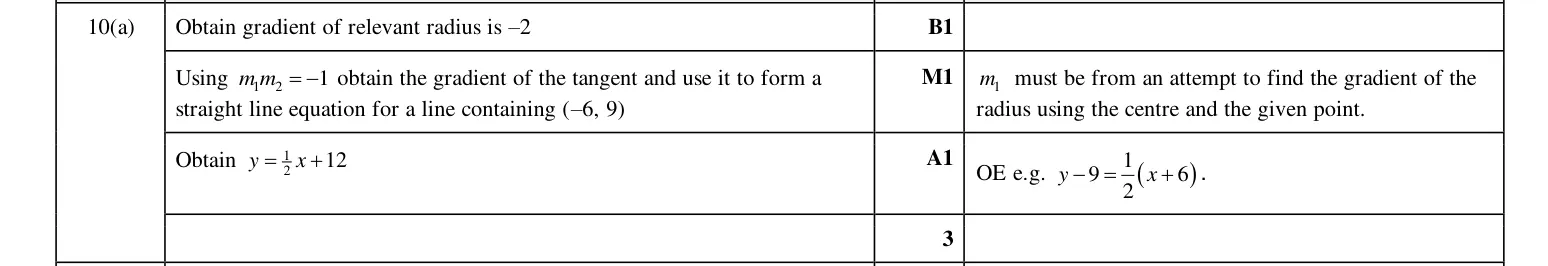 10(a) Obtain gradient of relevant radius is –2 B1
Using m₁m₂ = −1 obtain the gradient of the tangent and use it to form a M1 m₁ must be from an attempt to find the gradient of the
straight line equation for a line containing (–6, 9) radius using the centre and the given point.
Obtain y = ½x + 12 A1 OE e.g. y − 9 = 1/2 (x + 6).
3